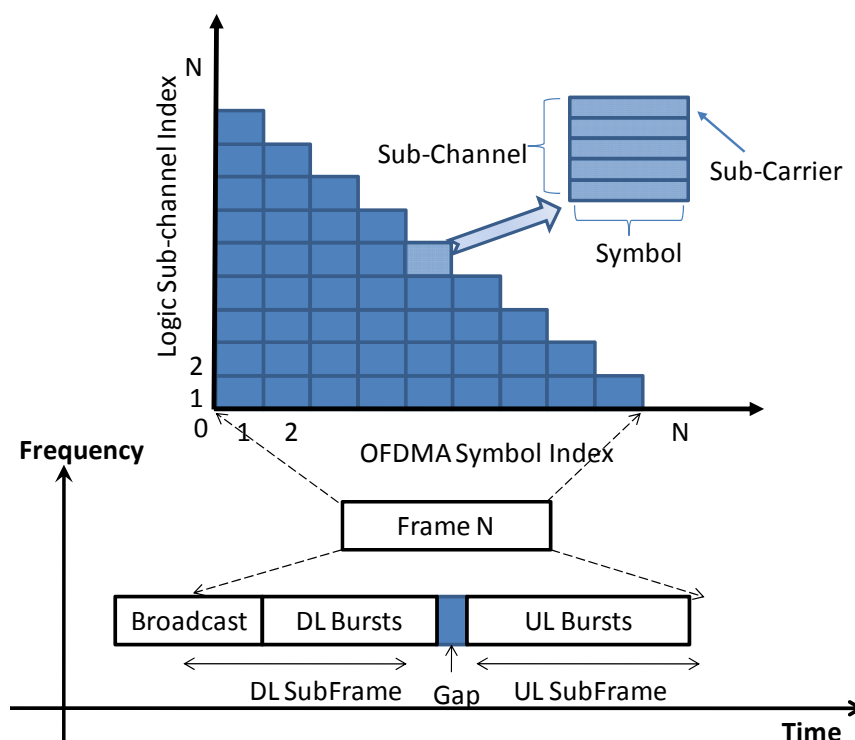 N
Logic Sub-channel Index
2
1
0
1
2
N
OFDMA Symbol Index
Sub-Channel
Sub-Carrier
Symbol
Frequency
Frame N
Broadcast
DL Bursts
UL Bursts
DL SubFrame
Gap
UL SubFrame
Time